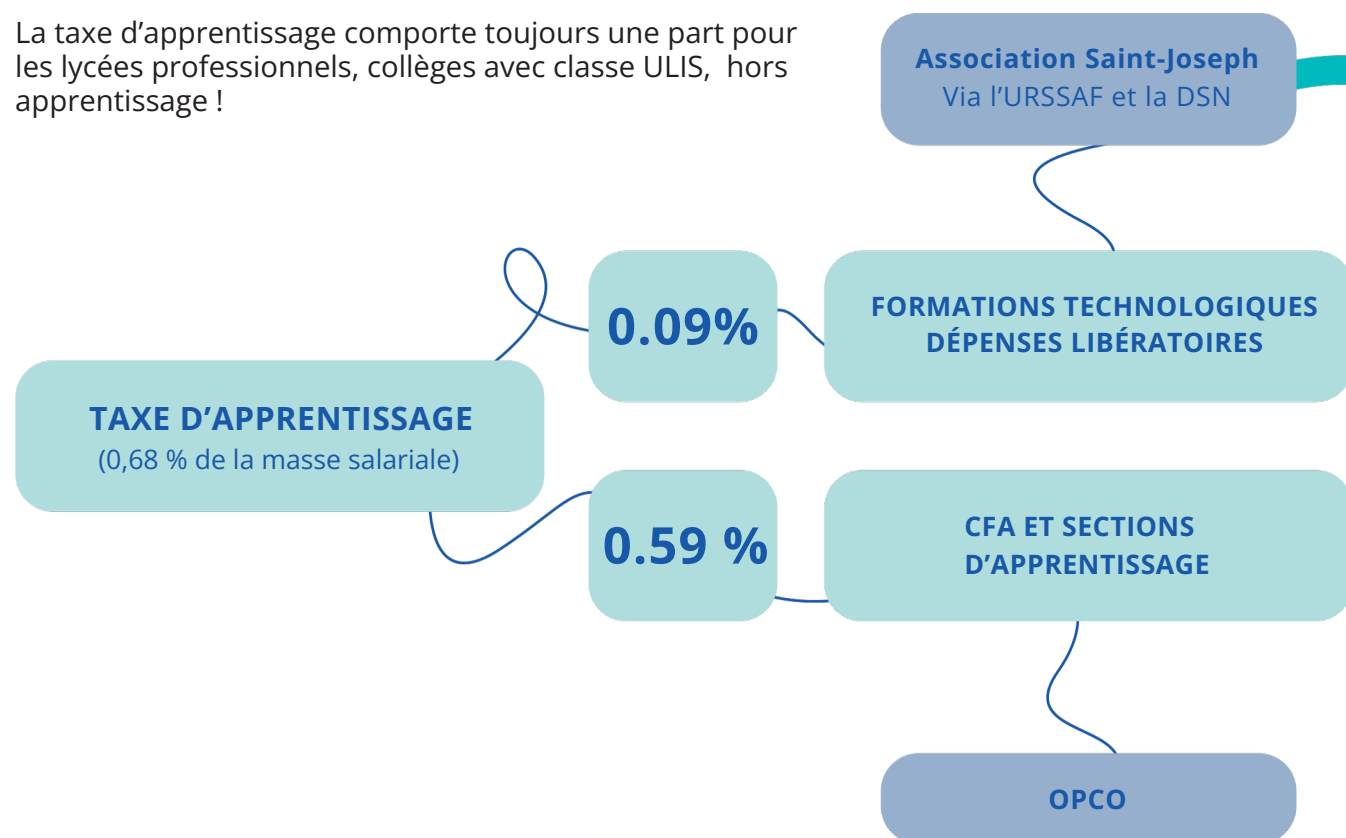 La taxe d’apprentissage comporte toujours une part pour
les lycées professionnels, collèges avec classe ULIS, hors
apprentissage !
Association Saint-Joseph
Via l’URSSAF et la DSN
0.09%
FORMATIONS TECHNOLOGIQUES
DÉPENSES LIBÉRATOIRES
TAXE D’APPRENTISSAGE
(0,68 % de la masse salariale)
0.59 %
CFA ET SECTIONS
D’APPRENTISSAGE
OPCO